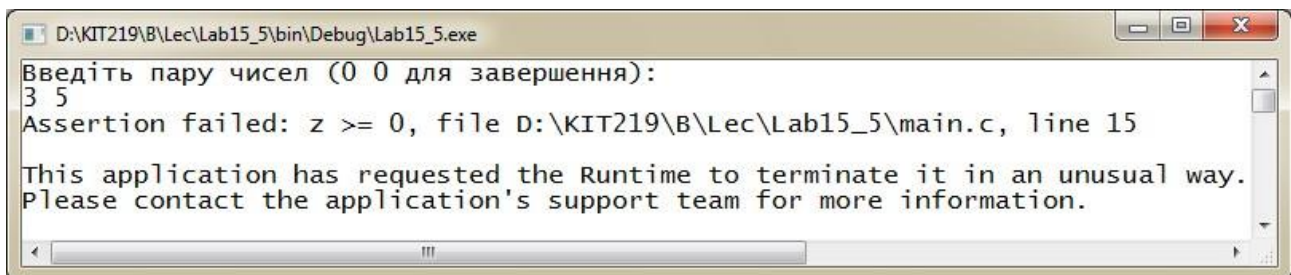 D:\KIT219\B\Lec\Lab15_5\bin\Debug\Lab15_5.exe
Введіть пару чисел (0 0 для завершення):
3 5
Assertion failed: z >= 0, file D:\KIT219\B\Lec\Lab15_5\main.c, line 15
This application has requested the Runtime to terminate it in an unusual way.
Please contact the application's support team for more information.